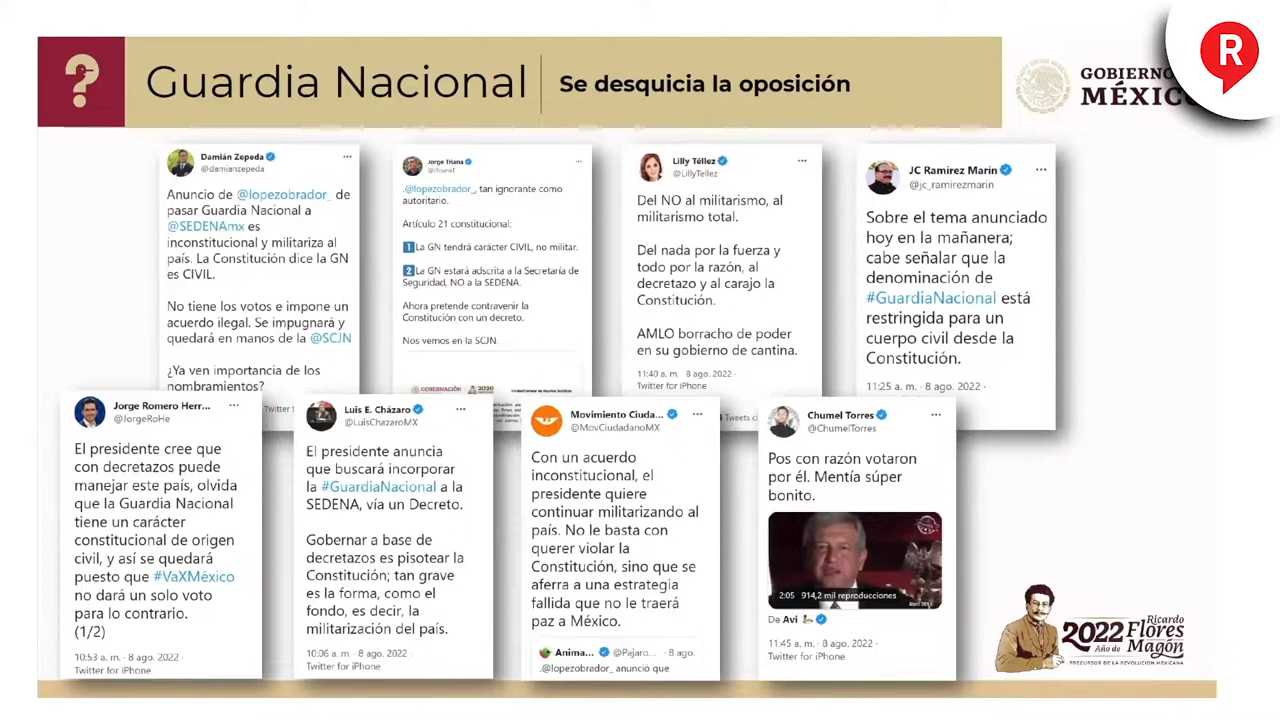 ?
Guardia Nacional
Se desquicia la oposición
GOBIERNO
MÉXICO
R
Damián Zepeda
@damianzepeda
Anuncio de @lopezobrador_ de
pasar Guardia Nacional a
@SEDENAmx es
inconstitucional y militariza al
país. La Constitución dice la GN
es CIVIL.
No tiene los votos e impone un
acuerdo ilegal. Se impugnará y
quedará en manos de la @SCJN
¿Ya ven importancia de los
nombramientos?
Twitter
Jorge Triana
@JTrianaT
.@lopezobrador_, tan ignorante como
autoritario.
Artículo 21 constitucional:
1 La GN tendrá carácter CIVIL, no militar.
2 La GN estará adscrita a la Secretaría de
Seguridad, NO a la SEDENA.
Ahora pretende contravenir la
Constitución con un decreto.
Nos vemos en la SCJN.
GOBERNACIÓN
2020
Lilly Téllez
@LillyTellez
Del NO al militarismo, al
militarismo total.
Del nada por la fuerza y
todo por la razón, al
decretazo y al carajo la
Constitución.
AMLO borracho de poder
en su gobierno de cantina.
11:40 a. m. · 8 ago. 2022 ·
Twitter for iPhone
Tweets
JC Ramirez Marín
@jc_ramirezmarin
Sobre el tema anunciado
hoy en la mañanera;
cabe señalar que la
denominación de
#GuardiaNacional está
restringida para un
cuerpo civil desde la
Constitución.
11:25 a. m. · 8 ago. 2022 ·
Jorge Romero Herr...
@JorgeRoHe
El presidente cree que
con decretazos puede
manejar este país, olvida
que la Guardia Nacional
tiene un carácter
constitucional de origen
civil, y así se quedará
puesto que #VaXMéxico
no dará un solo voto
para lo contrario.
(1/2)
10:53 a. m. · 8 ago. 2022 ·
Twitter for iPhone
Luis E. Cházaro
@LuisChazaroMX
El presidente anuncia
que buscará incorporar
la #GuardiaNacional a la
SEDENA, vía un Decreto.
Gobernar a base de
decretazos es pisotear la
Constitución; tan grave
es la forma, como el
fondo, es decir, la
militarización del país.
10:06 a. m. · 8 ago. 2022 ·
Twitter for iPhone
Movimiento Ciuda...
@MovCiudadanoMX
Con un acuerdo
inconstitucional, el
presidente quiere
continuar militarizando al
país. No le basta con
querer violar la
Constitución, sino que se
aferra a una estrategia
fallida que no le traerá
paz a México.
Anima... @Pajaro... · 8 ago.
.@lopezobrador_ anunció que
Chumel Torres
@ChumelTorres
Pos con razón votaron
por él. Mentía súper
bonito.
2:05 914,2 mil reproducciones
De Avi
11:45 a. m. · 8 ago. 2022 ·
Twitter for iPhone
2022 Ricardo
Año de Flores
Magón
PRECURSOR DE LA REVOLUCIÓN MEXICANA